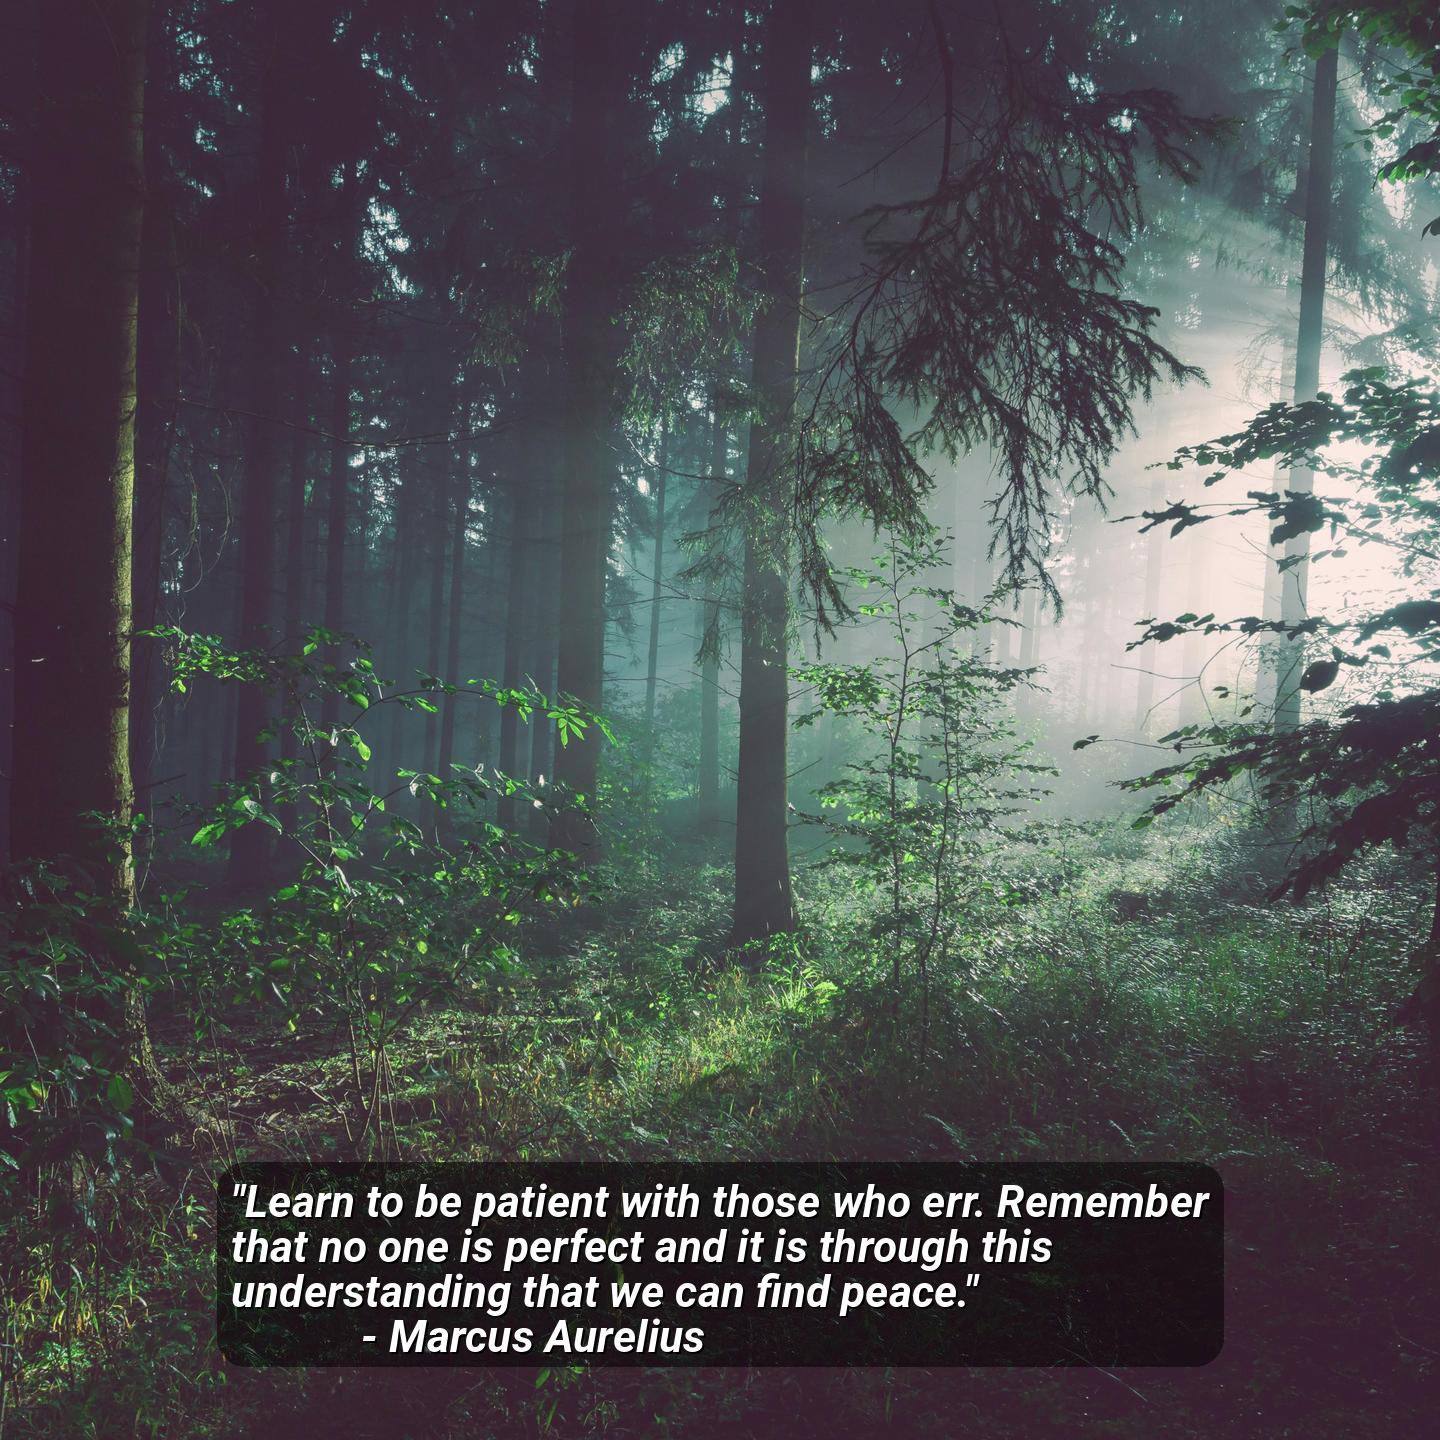 "Learn to be patient with those who err. Remember
that no one is perfect and it is through this
understanding that we can find peace."
- Marcus Aurelius